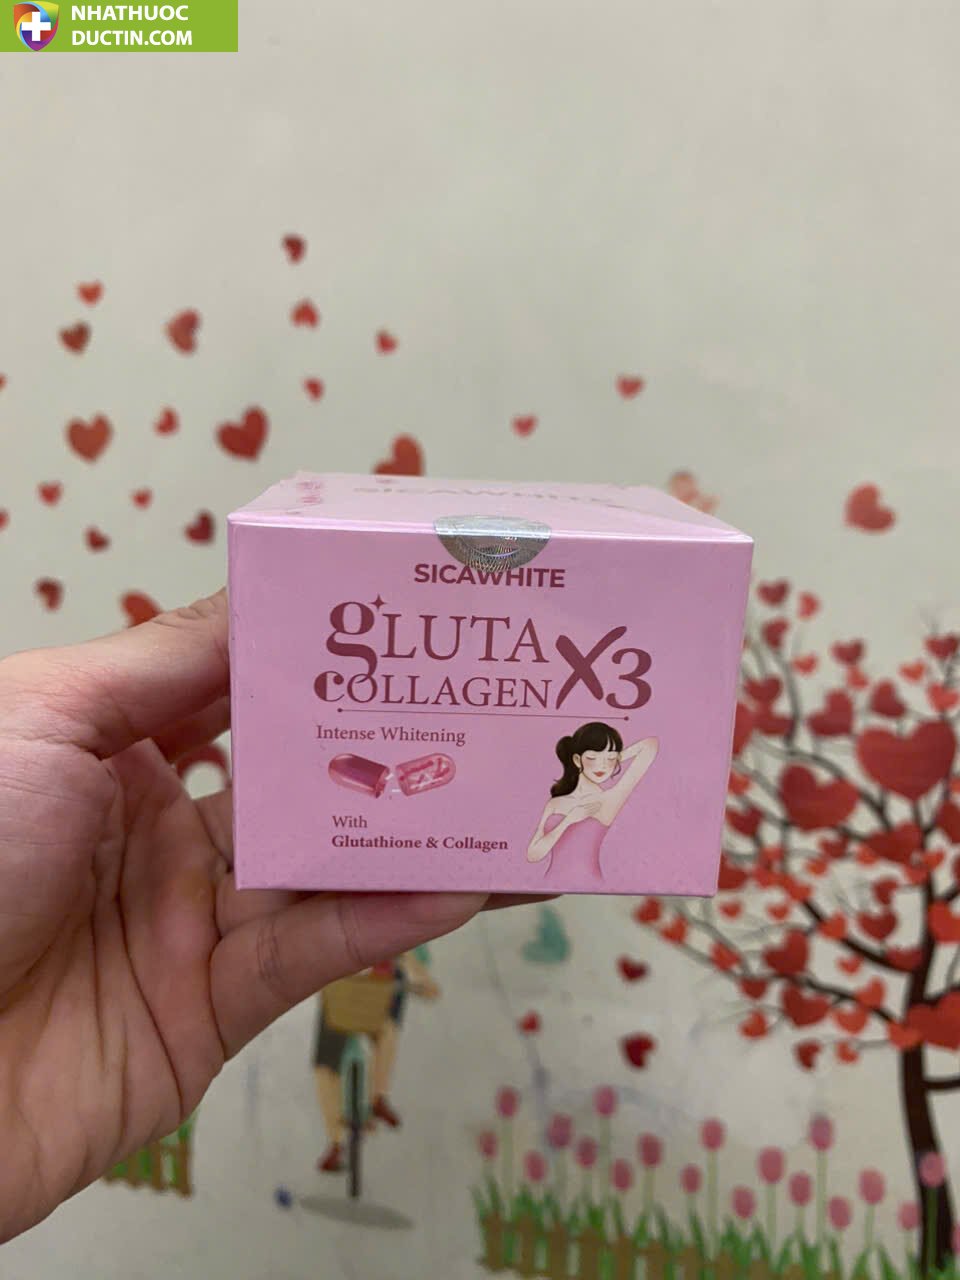 NHATHUOC
DUCTIN.COM
SICAWHITE
SICAWHITE
gLUTA
COLLAGEN X3
Intense Whitening
With
Glutathione & Collagen